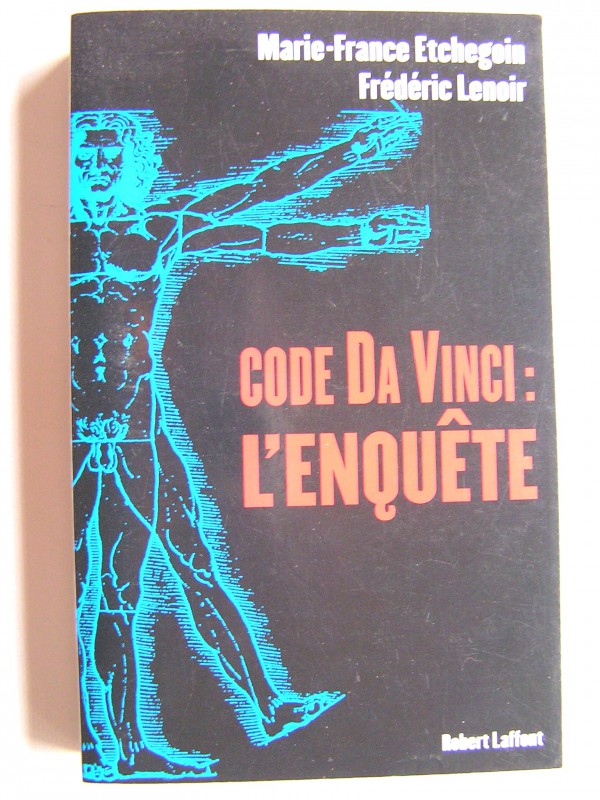 Marie-France Etchegoin
Frédéric Lenoir
CODE DA VINCI :
L'ENQUÊTE
Robert Laffont